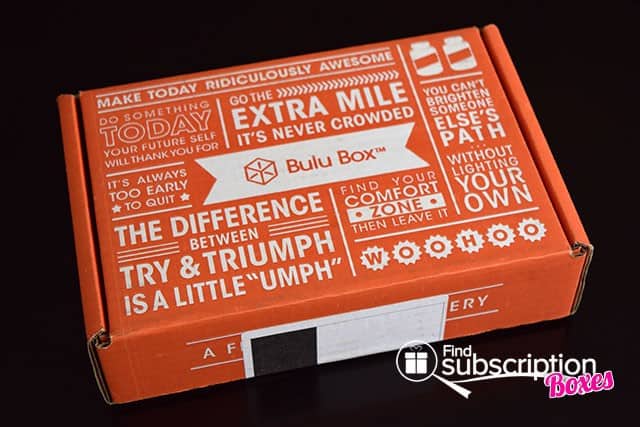 MAKE TODAY RIDICULOUSLY AWESOME
DO SOMETHING
TODAY
YOUR FUTURE SELF
WILL THANK YOU FOR
GO THE
EXTRA MILE
IT'S NEVER CROWDED
YOU CAN'T
BRIGHTEN
SOMEONE
ELSE'S
PATH
...
WITHOUT
LIGHTING
YOUR
OWN
IT'S ALWAYS
TOO EARLY
TO QUIT
Bulu Box™
FIND YOUR
COMFORT
ZONE
THEN LEAVE IT
THE DIFFERENCE
BETWEEN
TRY & TRIUMPH
IS A LITTLE "UMPH"
WOOHOO
A F
ERY
Find
Subscription
Boxes